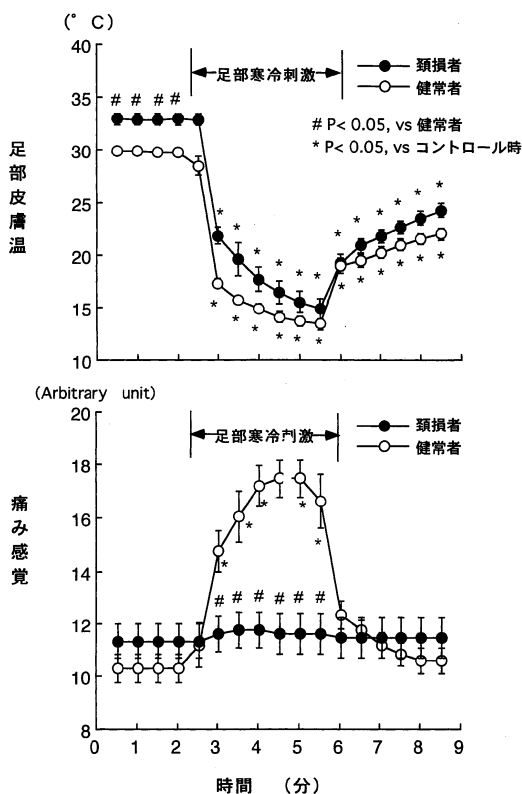 (° C)
40
35
30
25
20
15
10
足部皮膚温
足部寒冷刺激
頚損者
健常者
# P< 0.05, vs 健常者
* P< 0.05, vs コントロール時
# # # #
* * * * * * * * * * * *
* * * * * * * * * * * *
(Arbitrary unit)
20
18
16
14
12
10
8
痛み感覚
足部寒冷刺激
頚損者
健常者
* * * *
# # # # # #
0 1 2 3 4 5 6 7 8 9
時間 (分)